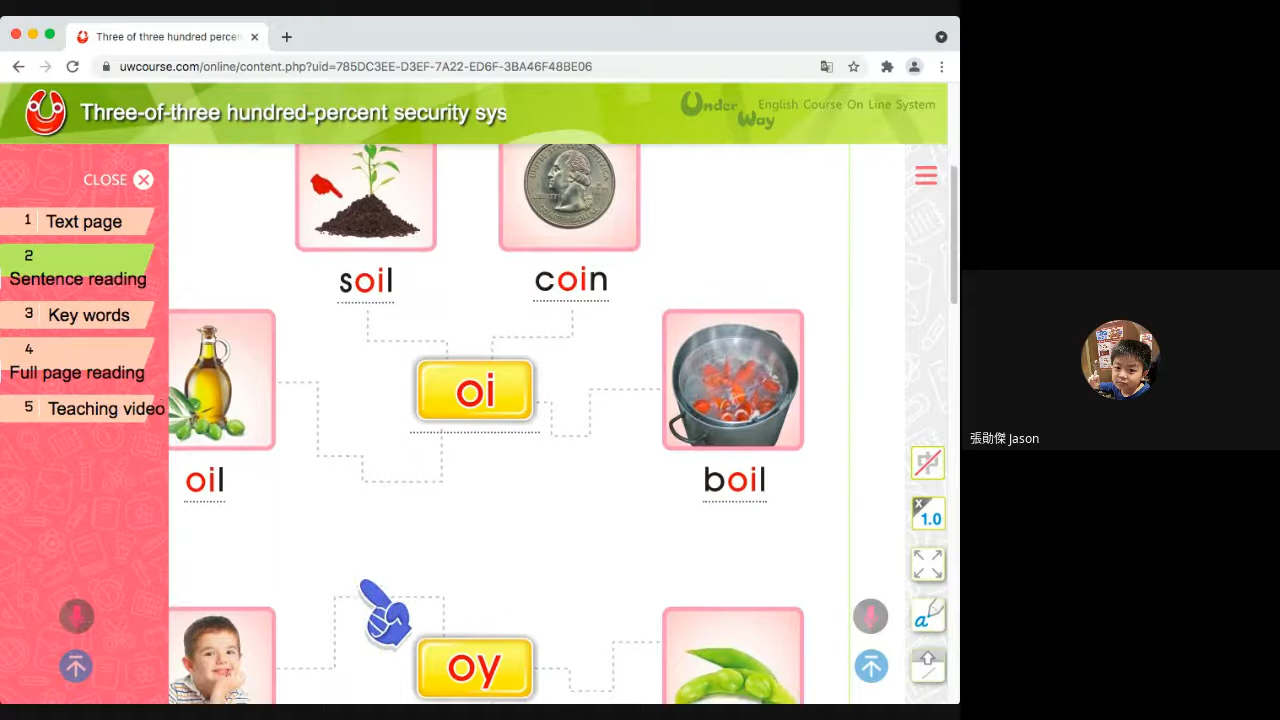 Three of three hundred percen
uwcourse.com/online/content.php?uid=785DC3EE-D3EF-7A22-ED6F-3BA46F48BE06
Three-of-three hundred-percent security sys
Under Way
English Course On Line System
CLOSE
1 Text page
2
Sentence reading
3 Key words
4
Full page reading
5 Teaching video
soil
coin
oi
oil
boil
oy
x 1.0
a
張勛傑 Jason